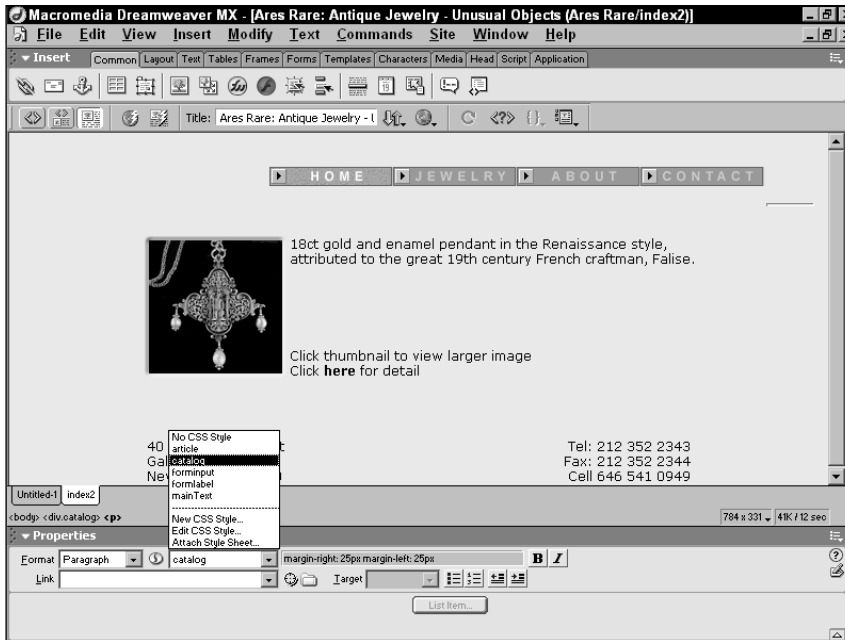 Macromedia Dreamweaver MX - [Ares Rare: Antique Jewelry - Unusual Objects (Ares Rare/index2)]
File Edit View Insert Modify Text Commands Site Window Help
Insert Common Layout Text Tables Frames Forms Templates Characters Media Head Script Application
Title: Ares Rare: Antique Jewelry - U
HOME JEWELRY ABOUT CONTACT
18ct gold and enamel pendant in the Renaissance style,
attributed to the great 19th century French craftman, Falise.
Click thumbnail to view larger image
Click here for detail
40 t Tel: 212 352 2343
Gal Fax: 212 352 2344
Ne Cell 646 541 0949
No CSS Style
article
catalog
forminput
formlabel
mainText
New CSS Style...
Edit CSS Style...
Attach Style Sheet...
Untitled-1 index2
<body> <div.catalog> <p> 784 x 331 41K / 12 sec
Properties
Format Paragraph catalog margin-right: 25px margin-left: 25px B I
Link Target
List Item...